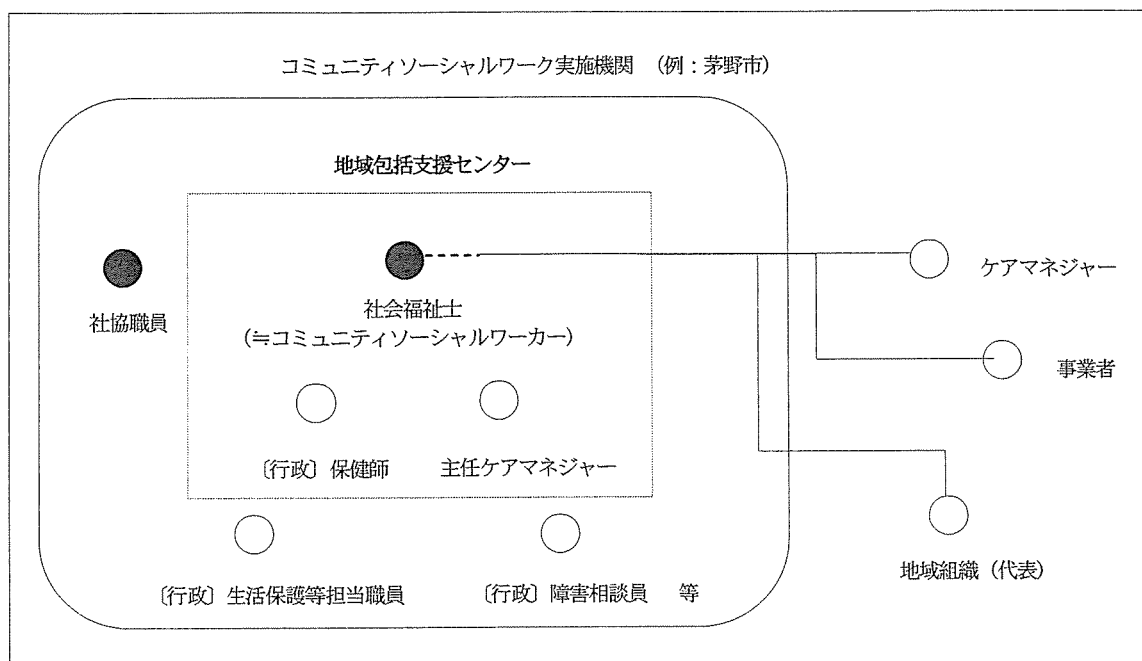 コミュニティソーシャルワーク実施機関 (例：茅野市)
地域包括支援センター
社協職員
社会福祉士
(≒コミュニティソーシャルワーカー)
ケアマネジャー
事業者
〔行政〕保健師
主任ケアマネジャー
地域組織 (代表)
〔行政〕生活保護等担当職員
〔行政〕障害相談員 等